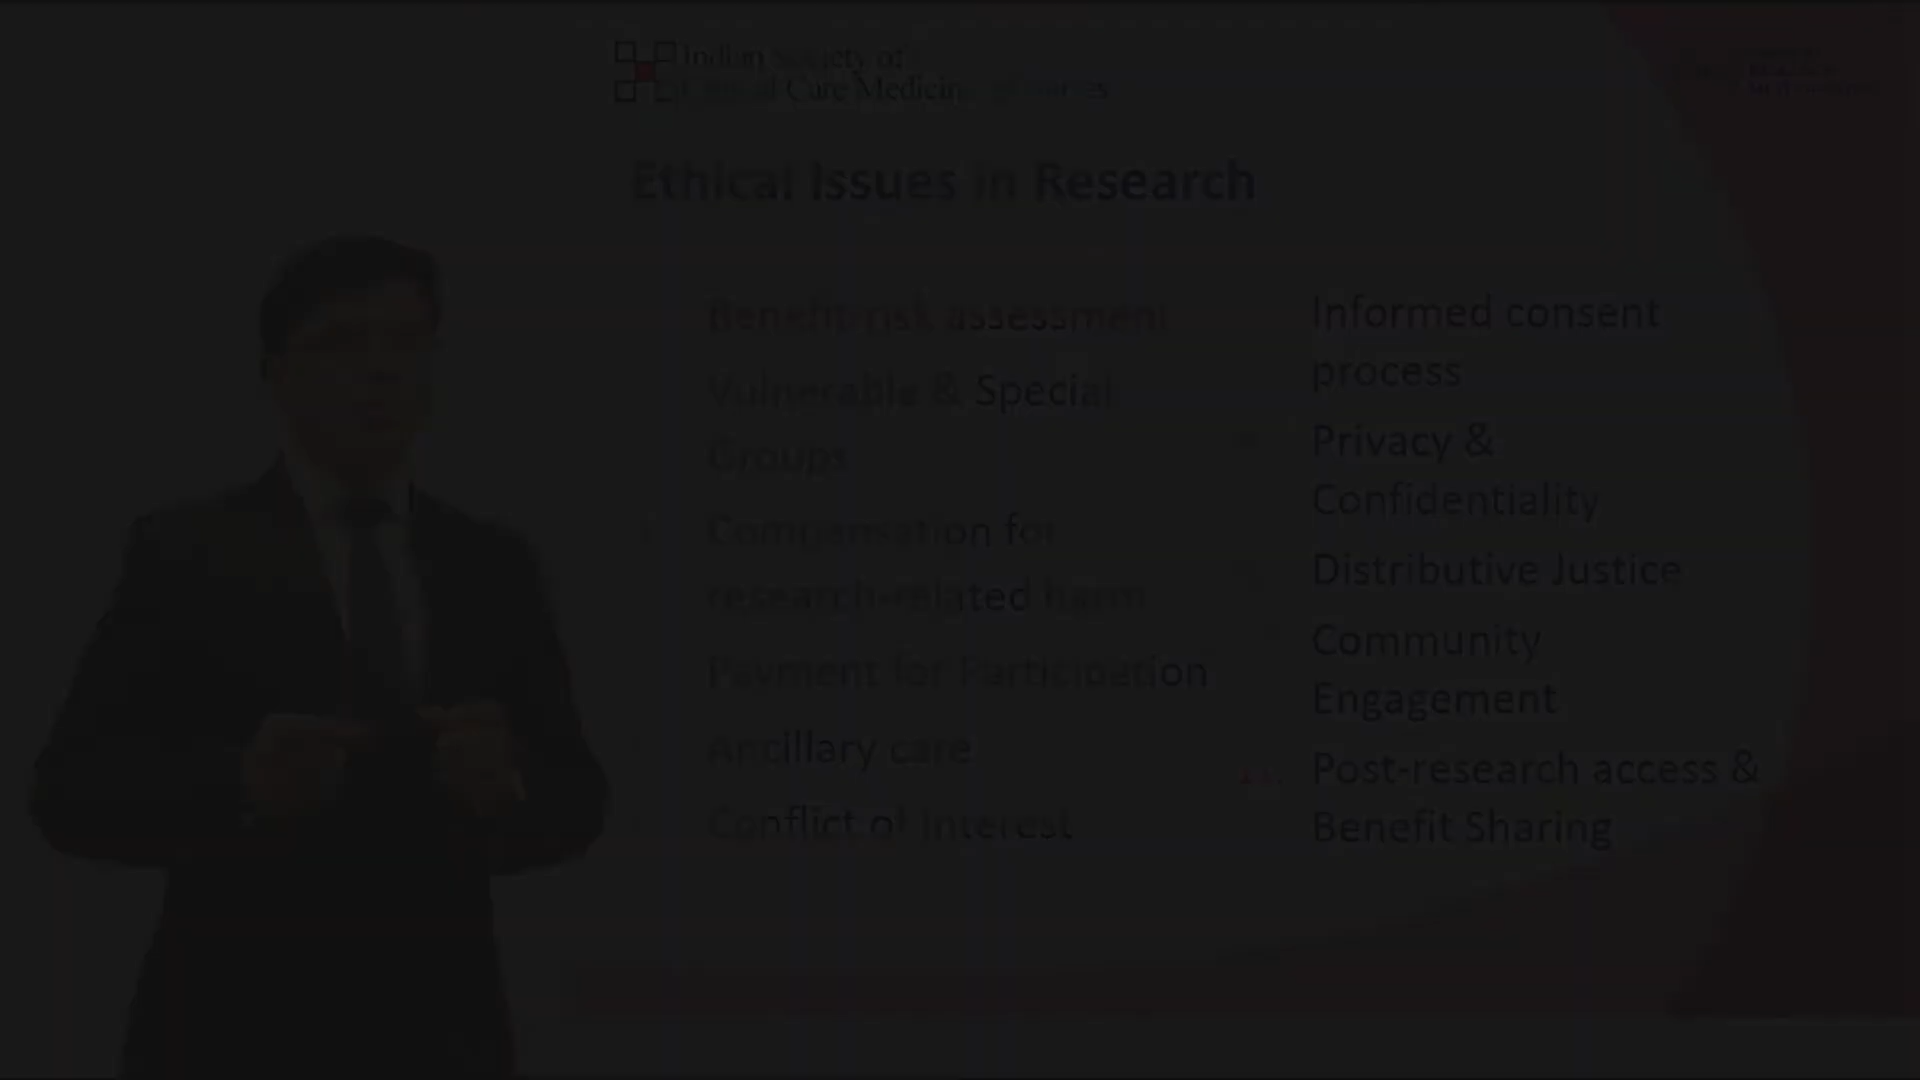 Indian Society of
Critical Care Medicine
Ethical Issues in Research
Benefit-risk assessment
Vulnerable & Special
Groups
Compensation for
research-related harm
Payment for Participation
Ancillary care
Conflict of Interest
Informed consent
process
Privacy &
Confidentiality
Distributive Justice
Community
Engagement
Post-research access &
Benefit Sharing